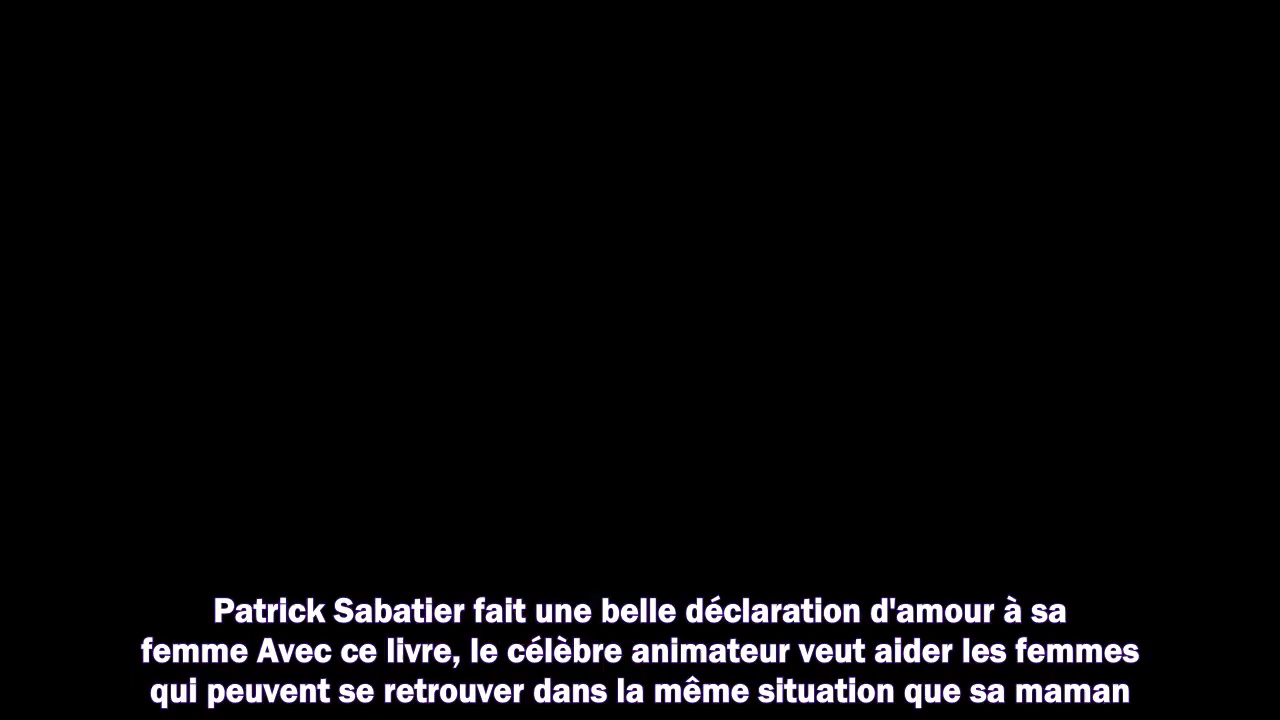 Patrick Sabatier fait une belle déclaration d'amour à sa
femme Avec ce livre, le célèbre animateur veut aider les femmes
qui peuvent se retrouver dans la même situation que sa maman